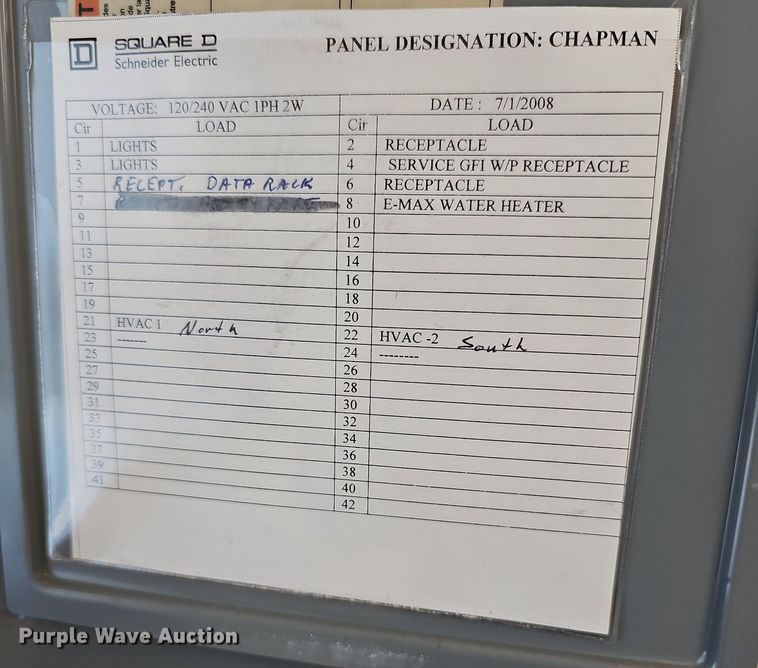 SQUARE D
Schneider Electric
PANEL DESIGNATION: CHAPMAN
VOLTAGE: 120/240 VAC 1PH 2W DATE : 7/1/2008
Cir LOAD Cir LOAD
1 LIGHTS 2 RECEPTACLE
3 LIGHTS 4 SERVICE GFI W/P RECEPTACLE
5 RECEPT. DATA RACK 6 RECEPTACLE
7 8 E-MAX WATER HEATER
9 10
11 12
13 14
15 16
17 18
19 20
21 HVAC 1 North 22 HVAC -2 South
23 ------- 24 --------
25 26
27 28
29 30
31 32
33 34
35 36
37 38
39 40
41 42
Purple Wave Auction